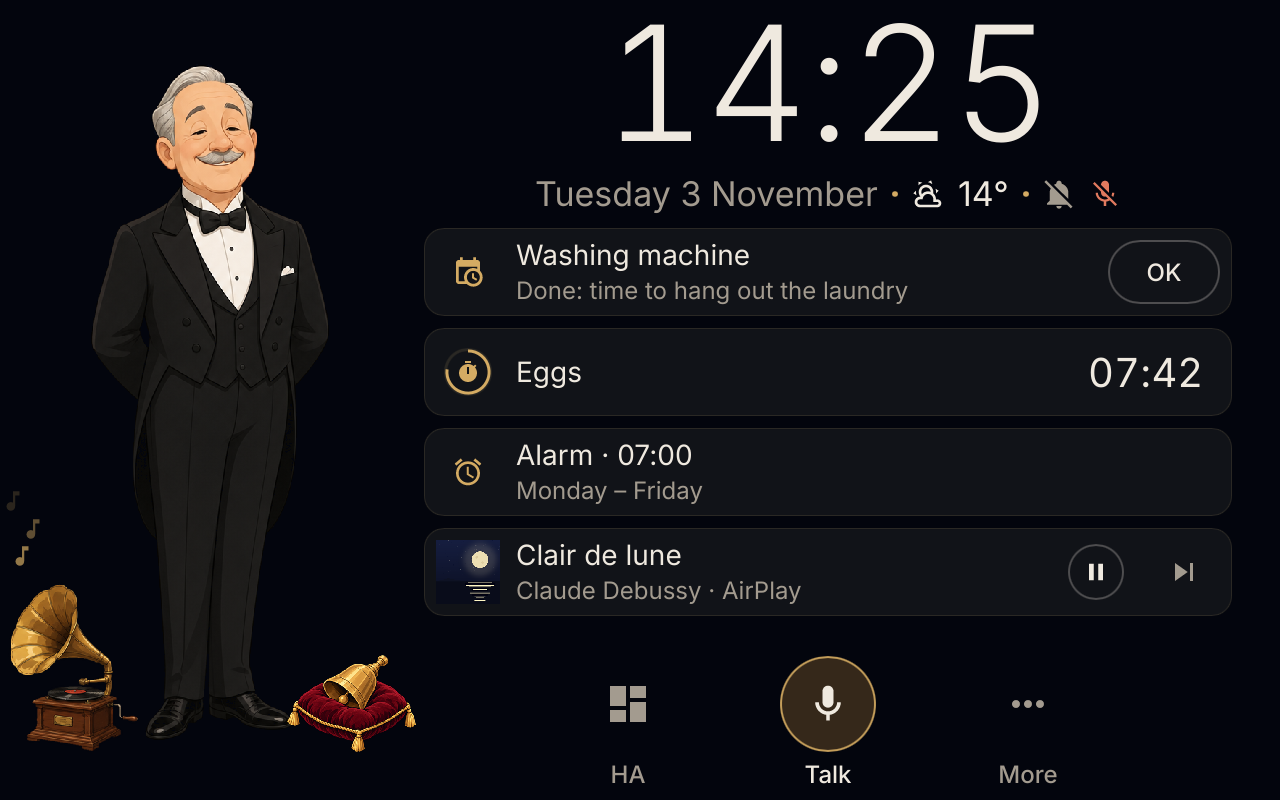 14:25
Tuesday 3 November · 14° ·
Washing machine
Done: time to hang out the laundry
OK
Eggs
07:42
Alarm · 07:00
Monday – Friday
Clair de lune
Claude Debussy · AirPlay
HA
Talk
More